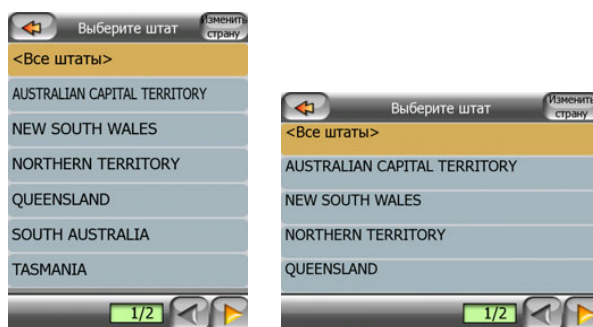 Выберите штат
Изменить
страну
<Все штаты>
AUSTRALIAN CAPITAL TERRITORY
NEW SOUTH WALES
NORTHERN TERRITORY
QUEENSLAND
SOUTH AUSTRALIA
TASMANIA
1/2
Выберите штат
Изменить
страну
<Все штаты>
AUSTRALIAN CAPITAL TERRITORY
NEW SOUTH WALES
NORTHERN TERRITORY
QUEENSLAND
1/2